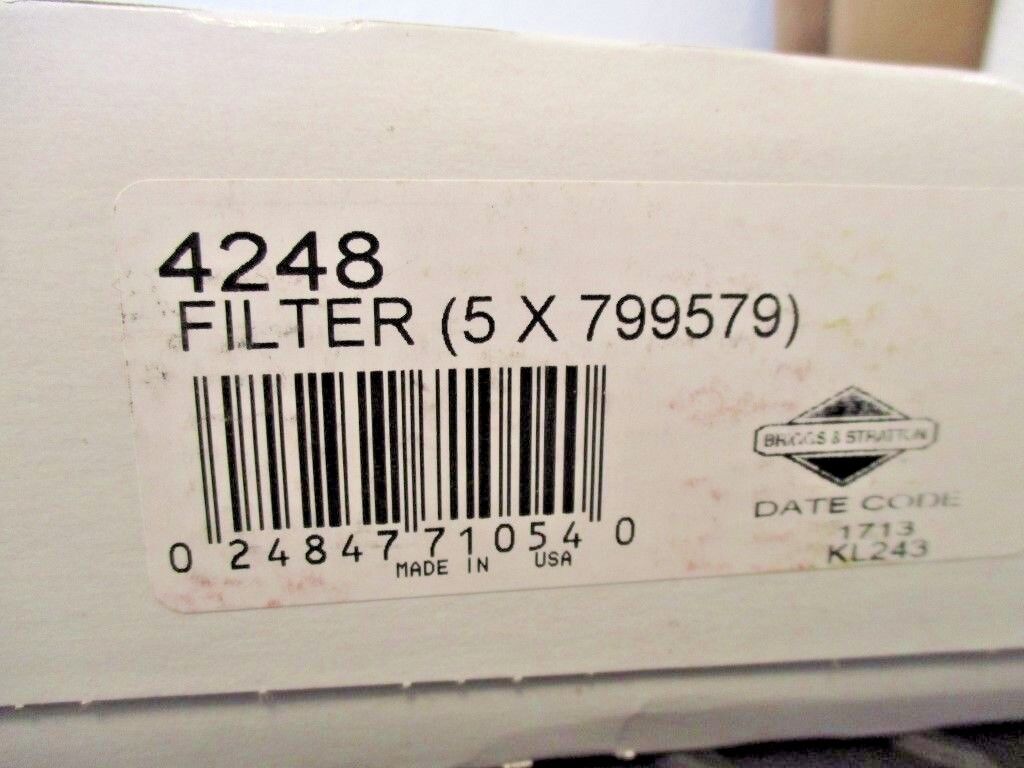 4248
FILTER (5 X 799579)
0 24847 71054 0
MADE IN USA
BRIGGS & STRATTON
DATE CODE
1713
KL243